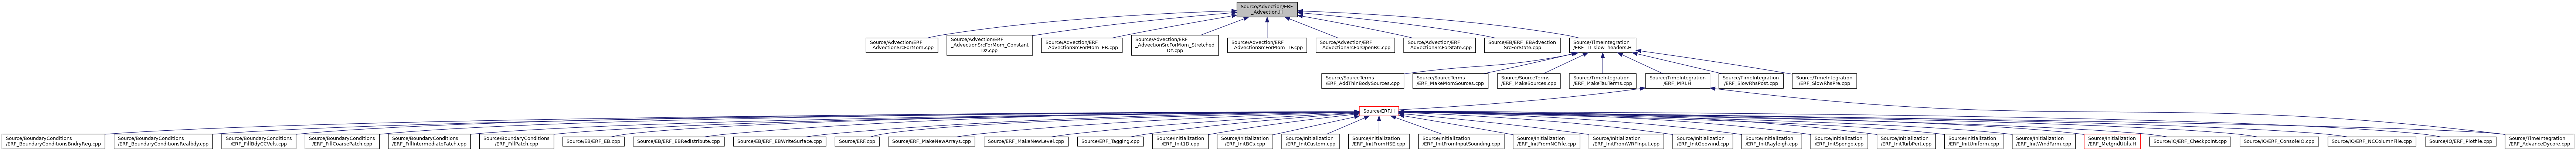 Source/Advection/ERF
_Advection.H
Source/Advection/ERF
_AdvectionSrcForMom.cpp
Source/Advection/ERF
_AdvectionSrcForMom_Constant
Dz.cpp
Source/Advection/ERF
_AdvectionSrcForMom_EB.cpp
Source/Advection/ERF
_AdvectionSrcForMom_Stretched
Dz.cpp
Source/Advection/ERF
_AdvectionSrcForMom_TF.cpp
Source/Advection/ERF
_AdvectionSrcForOpenBC.cpp
Source/Advection/ERF
_AdvectionSrcForState.cpp
Source/EB/ERF_EBAdvection
SrcForState.cpp
Source/TimeIntegration
/ERF_TI_slow_headers.H
Source/SourceTerms
/ERF_AddThinBodySources.cpp
Source/SourceTerms
/ERF_MakeMomSources.cpp
Source/SourceTerms
/ERF_MakeSources.cpp
Source/TimeIntegration
/ERF_MakeTauTerms.cpp
Source/TimeIntegration
/ERF_MRI.H
Source/TimeIntegration
/ERF_SlowRhsPost.cpp
Source/TimeIntegration
/ERF_SlowRhsPre.cpp
Source/ERF.H
Source/BoundaryConditions
/ERF_BoundaryConditionsBndryReg.cpp
Source/BoundaryConditions
/ERF_BoundaryConditionsRealbdy.cpp
Source/BoundaryConditions
/ERF_FillBdyCCVels.cpp
Source/BoundaryConditions
/ERF_FillCoarsePatch.cpp
Source/BoundaryConditions
/ERF_FillIntermediatePatch.cpp
Source/BoundaryConditions
/ERF_FillPatch.cpp
Source/EB/ERF_EB.cpp
Source/EB/ERF_EBRedistribute.cpp
Source/EB/ERF_EBWriteSurface.cpp
Source/ERF.cpp
Source/ERF_MakeNewArrays.cpp
Source/ERF_MakeNewLevel.cpp
Source/ERF_Tagging.cpp
Source/Initialization
/ERF_Init1D.cpp
Source/Initialization
/ERF_InitBCs.cpp
Source/Initialization
/ERF_InitCustom.cpp
Source/Initialization
/ERF_InitFromHSE.cpp
Source/Initialization
/ERF_InitFromInputSounding.cpp
Source/Initialization
/ERF_InitFromNCFile.cpp
Source/Initialization
/ERF_InitFromWRFInput.cpp
Source/Initialization
/ERF_InitGeowind.cpp
Source/Initialization
/ERF_InitRayleigh.cpp
Source/Initialization
/ERF_InitSponge.cpp
Source/Initialization
/ERF_InitTurbPert.cpp
Source/Initialization
/ERF_InitUniform.cpp
Source/Initialization
/ERF_InitWindFarm.cpp
Source/Initialization
/ERF_MetgridUtils.H
Source/IO/ERF_Checkpoint.cpp
Source/IO/ERF_ConsoleIO.cpp
Source/IO/ERF_NCColumnFile.cpp
Source/IO/ERF_Plotfile.cpp
Source/TimeIntegration
/ERF_AdvanceDycore.cpp